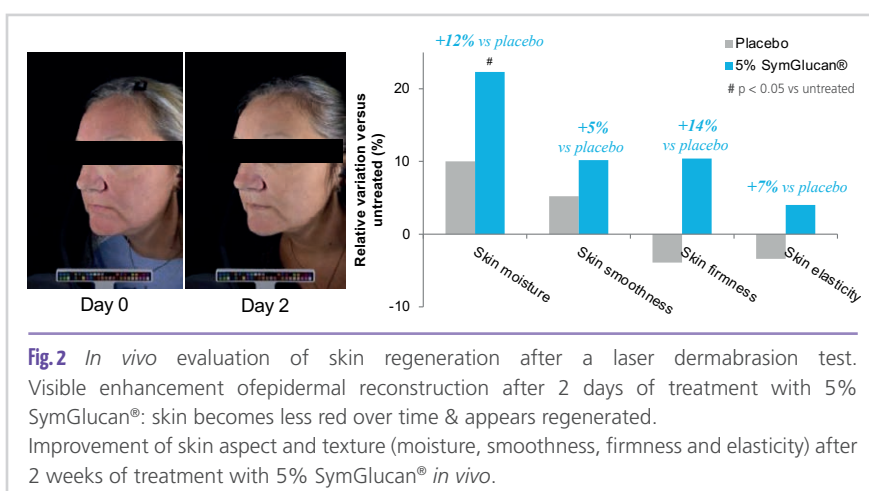 +12% vs placebo
Placebo
5% SymGlucan®
# p < 0.05 vs untreated
#
20
+5%
vs placebo
+14%
vs placebo
+7% vs placebo
10
0
-10
Relative variation versus
untreated (%)
Skin moisture
Skin smoothness
Skin firmness
Skin elasticity
Day 0
Day 2
Fig. 2 In vivo evaluation of skin regeneration after a laser dermabrasion test.
Visible enhancement ofepidermal reconstruction after 2 days of treatment with 5%
SymGlucan®: skin becomes less red over time & appears regenerated.
Improvement of skin aspect and texture (moisture, smoothness, firmness and elasticity) after
2 weeks of treatment with 5% SymGlucan® in vivo.